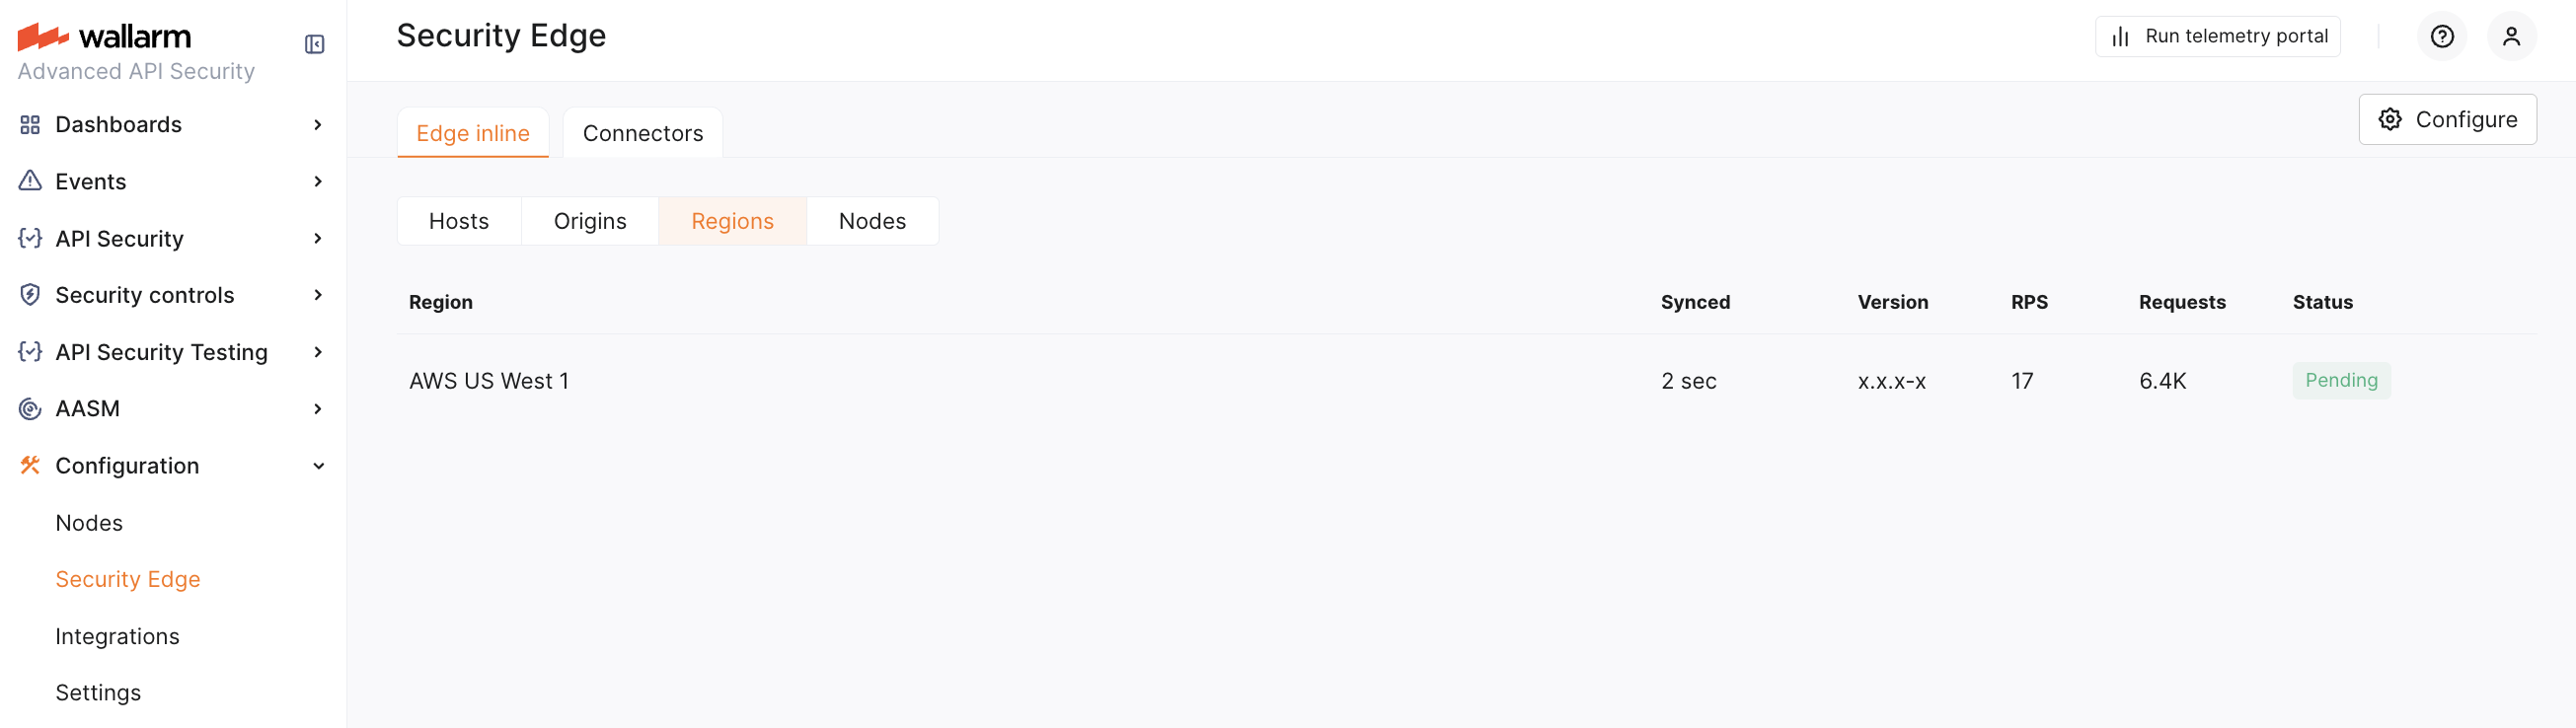 wallarm
Advanced API Security
Dashboards
Events
API Security
Security controls
API Security Testing
AASM
Configuration
Nodes
Security Edge
Integrations
Settings
Security Edge
Run telemetry portal
Edge inline
Connectors
Configure
Hosts
Origins
Regions
Nodes
Region Synced Version RPS Requests Status
AWS US West 1 2 sec x.x.x-x 17 6.4K Pending